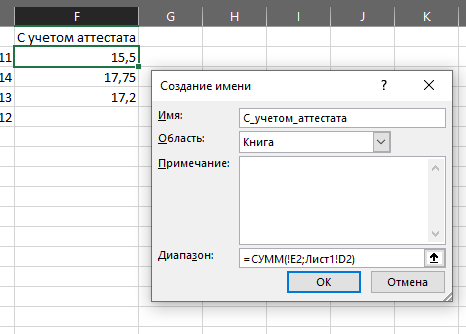 F G H I J K L
С учетом аттестата
11 15,5
14 17,75
13 17,2
12
Создание имени ? ×
Имя: С_учетом_аттестата
Область: Книга
Примечание:
Диапазон: =СУММ(!E2;Лист1!D2)
ОК Отмена